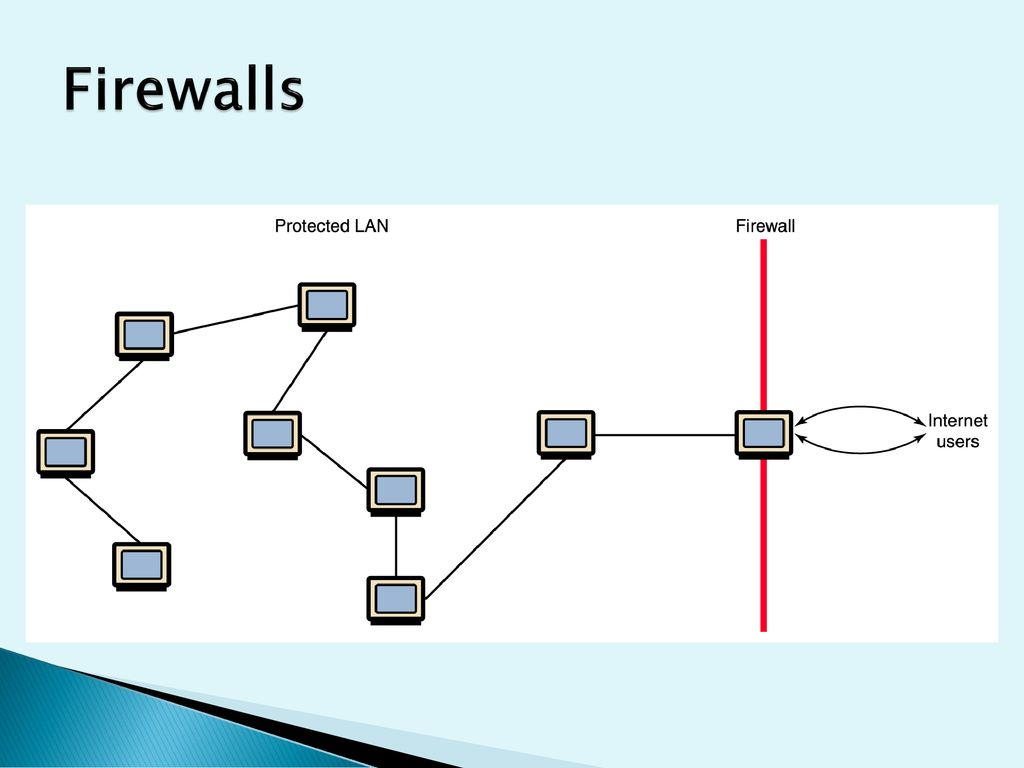 Firewalls
Protected LAN
Firewall
Internet
users